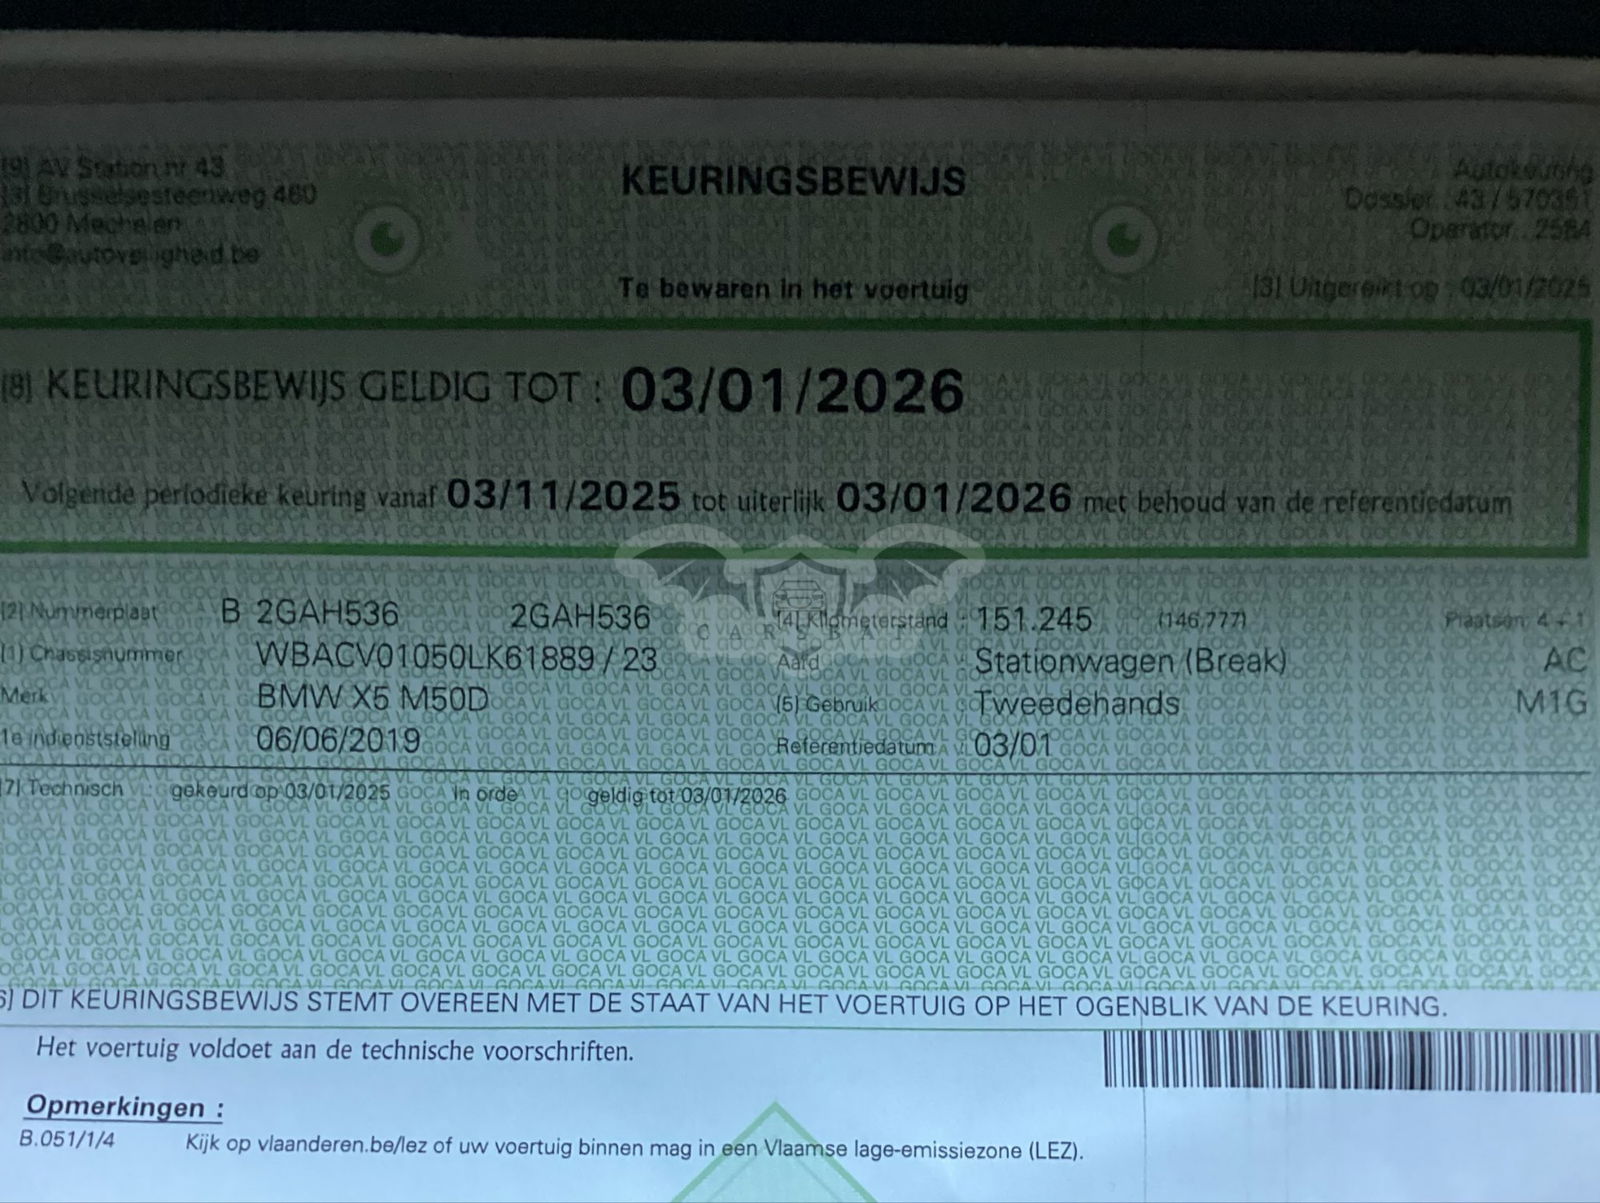 [9] AV Station nr 43
[3] Brusselsesteenweg 460
2800 Mechelen
info@autoveiligheid.be
KEURINGSBEWIJS
Te bewaren in het voertuig
Autokeuring
Dossier : 43 / 570351
Operator : 2584
[3] Uitgereikt op : 03/01/2025
[8] KEURINGSBEWIJS GELDIG TOT : 03/01/2026
Volgende periodieke keuring vanaf 03/11/2025 tot uiterlijk 03/01/2026 met behoud van de referentiedatum
[2] Nummerplaat B 2GAH536 2GAH536 [4] Kilometerstand : 151.245 (146.777) Plaatsen: 4 + 1
[1] Chassisnummer WBACV01050LK61889 / 23 Aard : Stationwagen (Break) AC
Merk BMW X5 M50D [5] Gebruik : Tweedehands M1G
1e indienststelling 06/06/2019 Referentiedatum : 03/01
CARSBAT
[7] Technisch : gekeurd op 03/01/2025 in orde geldig tot 03/01/2026
6] DIT KEURINGSBEWIJS STEMT OVEREEN MET DE STAAT VAN HET VOERTUIG OP HET OGENBLIK VAN DE KEURING.
Het voertuig voldoet aan de technische voorschriften.
Opmerkingen :
B.051/1/4 Kijk op vlaanderen.be/lez of uw voertuig binnen mag in een Vlaamse lage-emissiezone (LEZ).